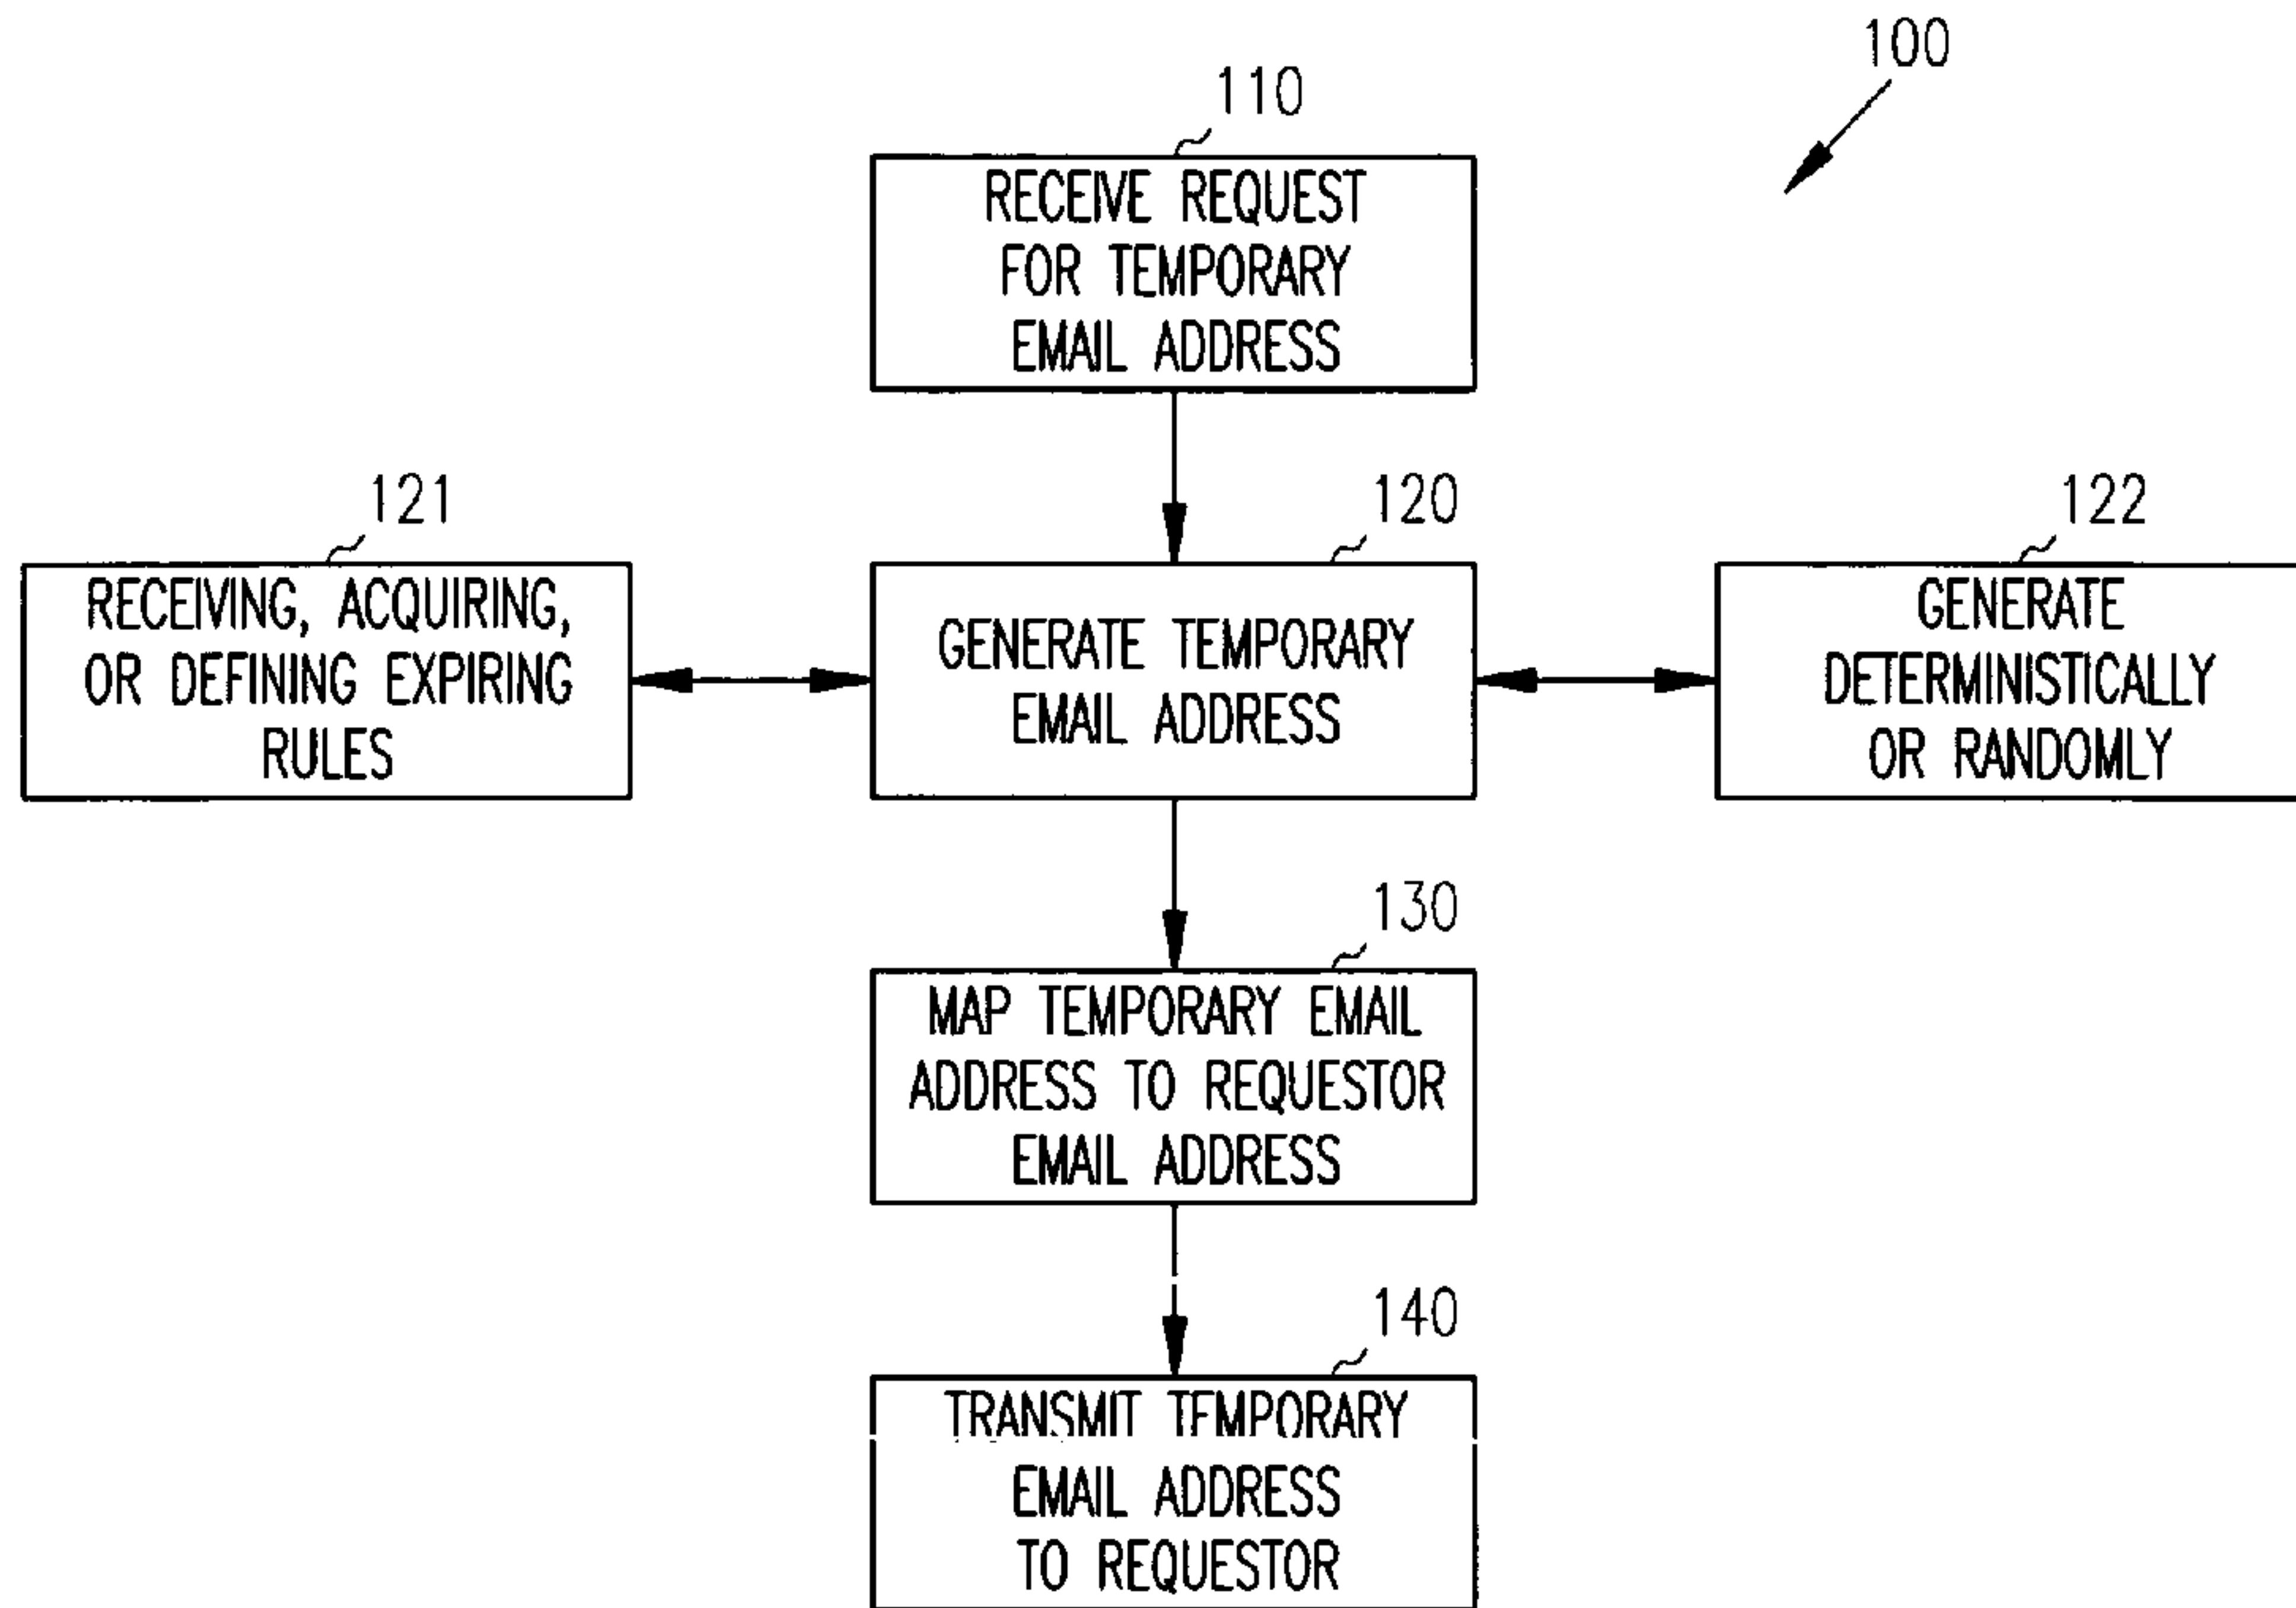 100
110
RECEIVE REQUEST
FOR TEMPORARY
EMAIL ADDRESS
121
RECEIVING, ACQUIRING,
OR DEFINING EXPIRING
RULES
120
GENERATE TEMPORARY
EMAIL ADDRESS
122
GENERATE
DETERMINISTICALLY
OR RANDOMLY
130
MAP TEMPORARY EMAIL
ADDRESS TO REQUESTOR
EMAIL ADDRESS
140
TRANSMIT TEMPORARY
EMAIL ADDRESS
TO REQUESTOR